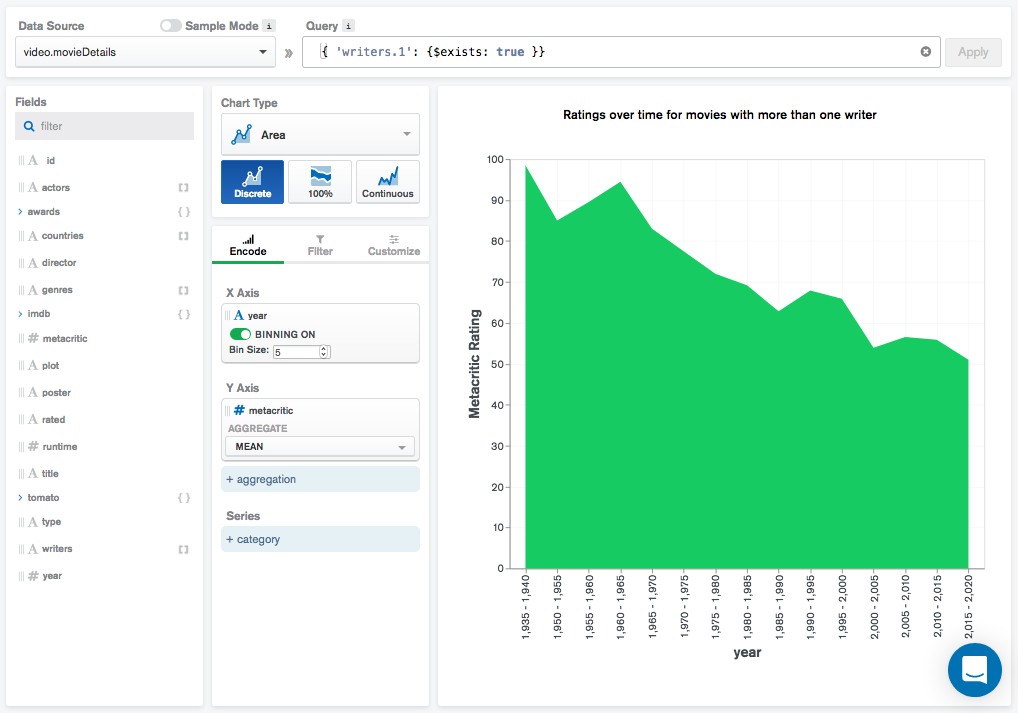 Data Source
Sample Mode i
Query i
video.movieDetails
»
{ 'writers.1': {$exists: true }}
Apply
Fields
filter
A id
A actors [ ]
> awards { }
A countries [ ]
A director
A genres [ ]
> imdb { }
# metacritic
A plot
A poster
A rated
# runtime
A title
> tomato { }
A type
A writers [ ]
# year
Chart Type
Area
Discrete
100%
Continuous
Encode
Filter
Customize
X Axis
A year
BINNING ON
Bin Size: 5
Y Axis
# metacritic
AGGREGATE
MEAN
+ aggregation
Series
+ category
Ratings over time for movies with more than one writer
Metacritic Rating
100
90
80
70
60
50
40
30
20
10
0
1,935 - 1,940
1,950 - 1,955
1,955 - 1,960
1,960 - 1,965
1,965 - 1,970
1,970 - 1,975
1,975 - 1,980
1,980 - 1,985
1,985 - 1,990
1,990 - 1,995
1,995 - 2,000
2,000 - 2,005
2,005 - 2,010
2,010 - 2,015
2,015 - 2,020
year